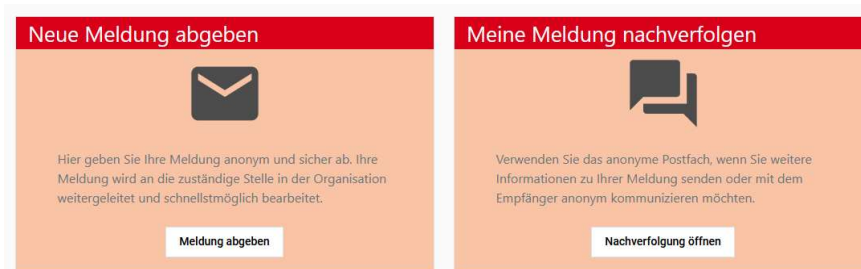 Neue Meldung abgeben
Hier geben Sie Ihre Meldung anonym und sicher ab. Ihre
Meldung wird an die zuständige Stelle in der Organisation
weitergeleitet und schnellstmöglich bearbeitet.
Meldung abgeben
Meine Meldung nachverfolgen
Verwenden Sie das anonyme Postfach, wenn Sie weitere
Informationen zu Ihrer Meldung senden oder mit dem
Empfänger anonym kommunizieren möchten.
Nachverfolgung öffnen